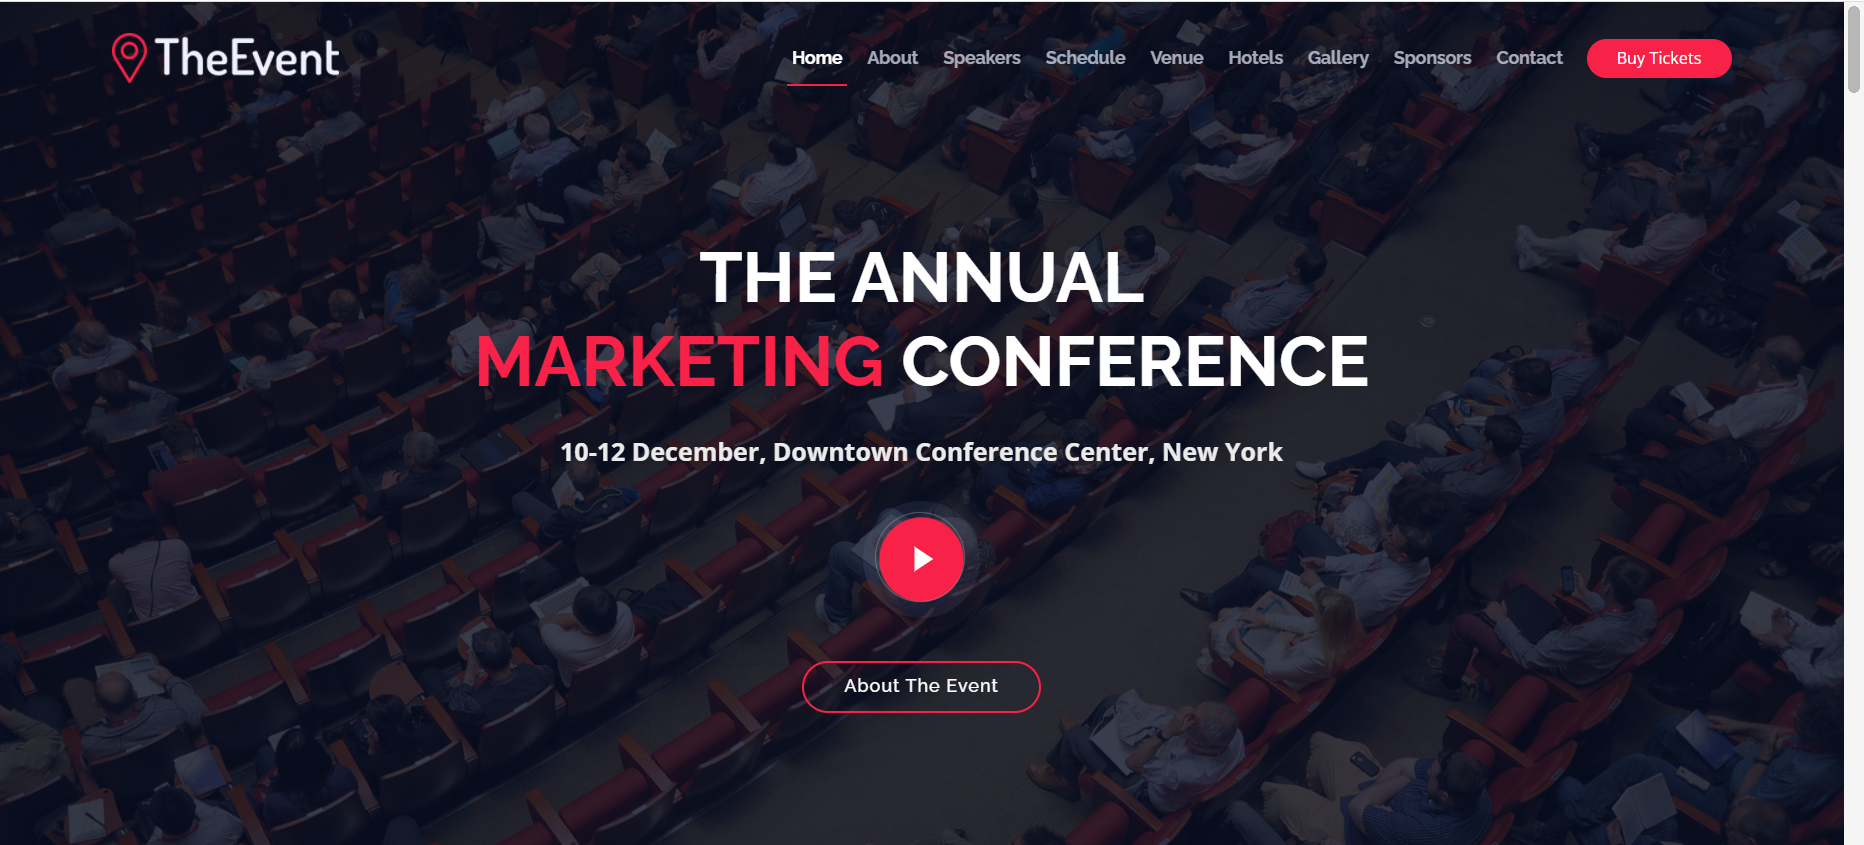 TheEvent
Home About Speakers Schedule Venue Hotels Gallery Sponsors Contact Buy Tickets
THE ANNUAL
MARKETING CONFERENCE
10-12 December, Downtown Conference Center, New York
About The Event